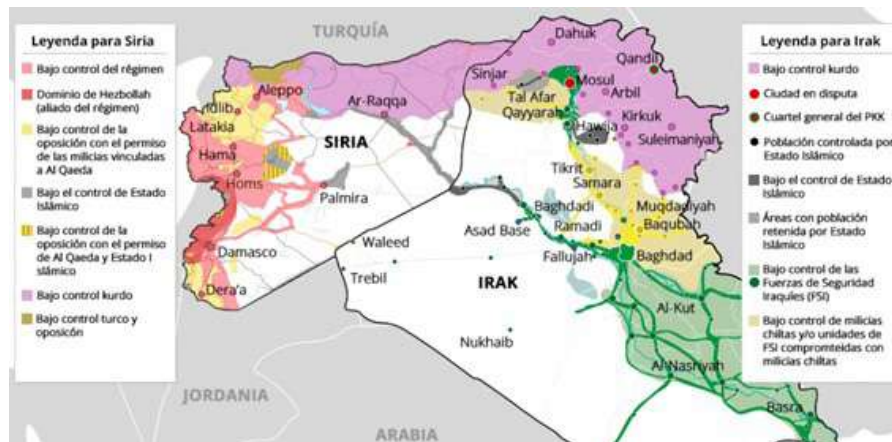 Leyenda para Siria
Bajo control del régimen
Dominio de Hezbollah
(aliado del régimen)
Bajo control de la
oposición con el permiso
de las milicias vinculadas
a Al Qaeda
Bajo el control de Estado
Islámico
Bajo control de la
oposición con el permiso
de Al Qaeda y Estado I
slámico
Bajo control kurdo
Bajo control turco y
oposicón
TURQUÍA
Dahuk
Qandil
Sinjar
Mosul
Arbil
Tal Afar
Qayyarah
Kirkuk
Hawija
Suleimaniyah
Aleppo
Idlib
Ar-Raqqa
Latakia
SIRIA
Hama
Homs
Palmira
Tikrit
Samara
Muqdadiyah
Baghdadi
Baqubah
Asad Base
Ramadi
Waleed
Damasco
Fallujah
Baghdad
Trebil
Dera'a
IRAK
Al-Kut
Nukhaib
Al-Nasriyah
JORDANIA
Basra
ARABIA
Leyenda para Irak
Bajo control kurdo
Ciudad en disputa
Cuartel general del PKK
Población controlada por
Estado Islámico
Bajo el control de Estado
Islámico
Áreas con población
retenida por Estado
Islámico
Bajo control de las
Fuerzas de Seguridad
Iraquíes (FSI)
Bajo control de milicias
chiítas y/o unidades de
FSI compromteidas con
milicias chiítas